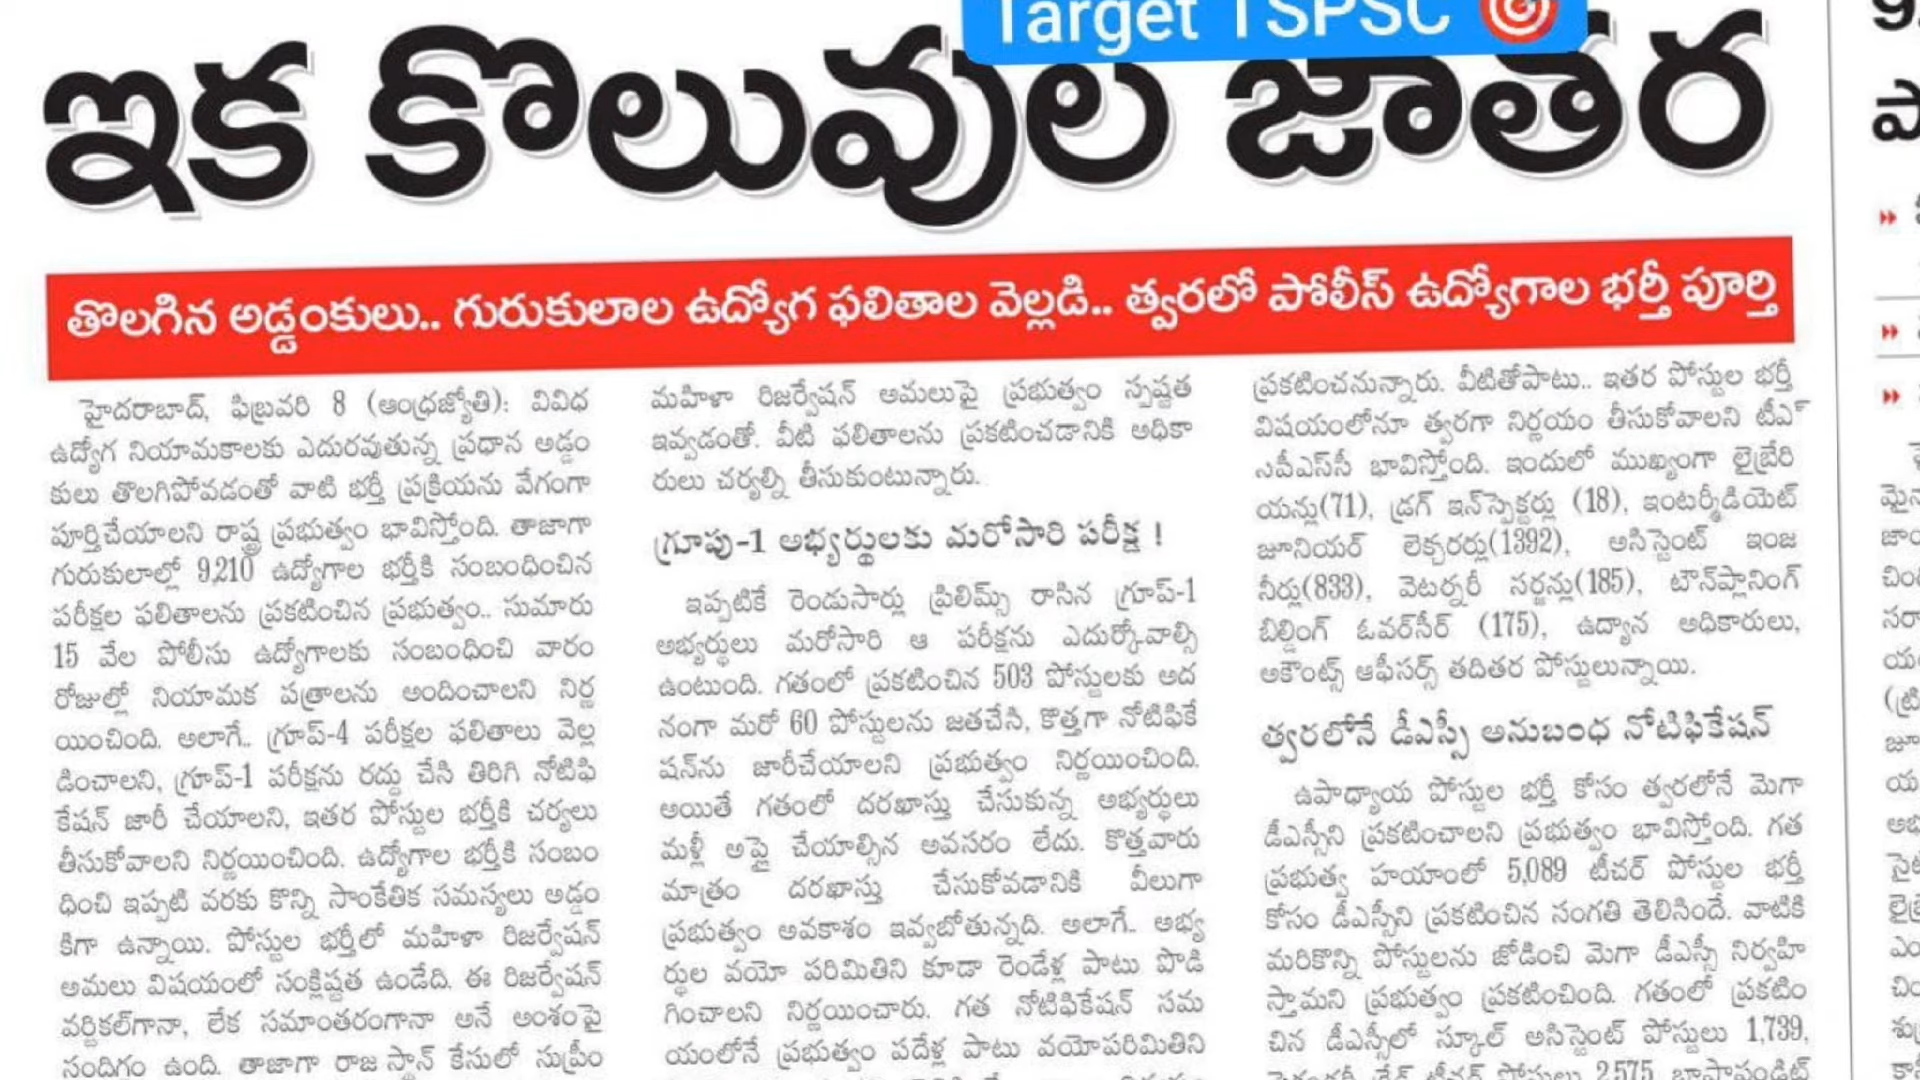 Target TSPSC
ఇక కొలువుల జాతర
తొలగిన అడ్డంకులు.. గురుకులాల ఉద్యోగ ఫలితాల వెల్లడి.. త్వరలో పోలీస్ ఉద్యోగాల భర్తీ పూర్తి
హైదరాబాద్, ఫిబ్రవరి 8 (ఆంధ్రజ్యోతి): వివిధ
ఉద్యోగ నియామకాలకు ఎదురవుతున్న ప్రధాన అడ్డం
కులు తొలగిపోవడంతో వాటి భర్తీ ప్రక్రియను వేగంగా
పూర్తిచేయాలని రాష్ట్ర ప్రభుత్వం భావిస్తోంది. తాజాగా
గురుకులాల్లో 9,210 ఉద్యోగాల భర్తీకి సంబంధించిన
పరీక్షల ఫలితాలను ప్రకటించిన ప్రభుత్వం.. సుమారు
15 వేల పోలీసు ఉద్యోగాలకు సంబంధించి వారం
రోజుల్లో నియామక పత్రాలను అందించాలని నిర్ణ
యించింది. అలాగే.. గ్రూప్-4 పరీక్షల ఫలితాలు వెల్ల
డించాలని, గ్రూప్-1 పరీక్షను రద్దు చేసి తిరిగి నోటిఫి
కేషన్ జారీ చేయాలని, ఇతర పోస్టుల భర్తీకి చర్యలు
తీసుకోవాలని నిర్ణయించింది. ఉద్యోగాల భర్తీకి సంబం
ధించి ఇప్పటి వరకు కొన్ని సాంకేతిక సమస్యలు అడ్డం
కిగా ఉన్నాయి. పోస్టుల భర్తీలో మహిళా రిజర్వేషన్
అమలు విషయంలో సంక్లిష్టత ఉండేది. ఈ రిజర్వేషన్
వర్టికల్‌గానా, లేక సమాంతరంగానా అనే అంశంపై
సందిగ్ధం ఉంది. తాజాగా రాజస్థాన్ కేసులో సుప్రీం
మహిళా రిజర్వేషన్ అమలుపై ప్రభుత్వం స్పష్టత
ఇవ్వడంతో. వీటి ఫలితాలను ప్రకటించడానికి అధికా
రులు చర్యల్ని తీసుకుంటున్నారు.
గ్రూపు-1 అభ్యర్థులకు మరోసారి పరీక్ష !
ఇప్పటికే రెండుసార్లు ప్రిలిమ్స్ రాసిన గ్రూప్-1
అభ్యర్థులు మరోసారి ఆ పరీక్షను ఎదుర్కోవాల్సి
ఉంటుంది. గతంలో ప్రకటించిన 503 పోస్టులకు అద
నంగా మరో 60 పోస్టులను జతచేసి, కొత్తగా నోటిఫికే
షన్‌ను జారీచేయాలని ప్రభుత్వం నిర్ణయించింది.
అయితే గతంలో దరఖాస్తు చేసుకున్న అభ్యర్థులు
మళ్లీ అప్లై చేయాల్సిన అవసరం లేదు. కొత్తవారు
మాత్రం దరఖాస్తు చేసుకోవడానికి వీలుగా
ప్రభుత్వం అవకాశం ఇవ్వబోతున్నది. అలాగే.. అభ్య
ర్థుల వయో పరిమితిని కూడా రెండేళ్ల పాటు పొడి
గించాలని నిర్ణయించారు. గత నోటిఫికేషన్ సమ
యంలోనే ప్రభుత్వం పదేళ్ల పాటు వయోపరిమితిని
ప్రకటించనున్నారు. వీటితోపాటు.. ఇతర పోస్టుల భర్తీ
విషయంలోనూ త్వరగా నిర్ణయం తీసుకోవాలని టీఎ
స్‌పీఎస్‌సీ భావిస్తోంది. ఇందులో ముఖ్యంగా లైబ్రేరి
యన్లు(71), డ్రగ్ ఇన్‌స్పెక్టర్లు (18), ఇంటర్మీడియెట్
జూనియర్ లెక్చరర్లు(1392), అసిస్టెంట్ ఇంజ
నీర్లు(833), వెటర్నరీ సర్జన్లు(185), టౌన్‌ప్లానింగ్
బిల్డింగ్ ఓవర్‌సీర్ (175), ఉద్యాన అధికారులు,
అకౌంట్స్ ఆఫీసర్స్ తదితర పోస్టులున్నాయి.
త్వరలోనే డీఎస్సీ అనుబంధ నోటిఫికేషన్
ఉపాధ్యాయ పోస్టుల భర్తీ కోసం త్వరలోనే మెగా
డీఎస్సీని ప్రకటించాలని ప్రభుత్వం భావిస్తోంది. గత
ప్రభుత్వ హయాంలో 5,089 టీచర్ పోస్టుల భర్తీ
కోసం డీఎస్సీని ప్రకటించిన సంగతి తెలిసిందే. వాటికి
మరికొన్ని పోస్టులను జోడించి మెగా డీఎస్సీ నిర్వహి
స్తామని ప్రభుత్వం ప్రకటించింది. గతంలో ప్రకటిం
చిన డీఎస్సీలో స్కూల్ అసిస్టెంట్ పోస్టులు 1,739,